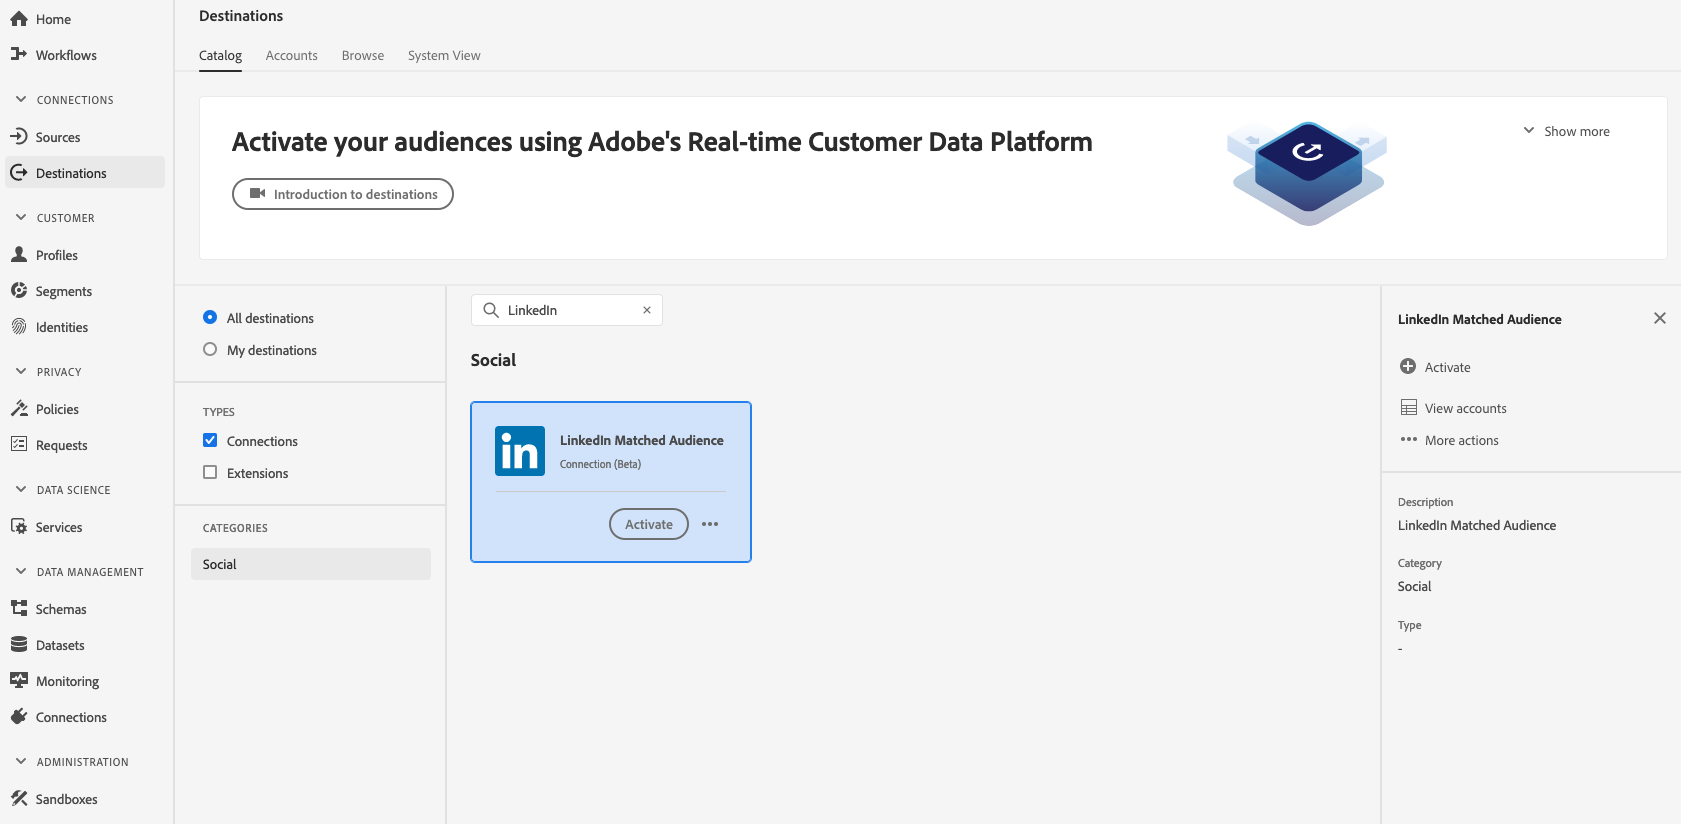 Home
Workflows
CONNECTIONS
Sources
Destinations
CUSTOMER
Profiles
Segments
Identities
PRIVACY
Policies
Requests
DATA SCIENCE
Services
DATA MANAGEMENT
Schemas
Datasets
Monitoring
Connections
ADMINISTRATION
Sandboxes
Destinations
Catalog Accounts Browse System View
Activate your audiences using Adobe's Real-time Customer Data Platform
Introduction to destinations
Show more
All destinations
My destinations
TYPES
Connections
Extensions
CATEGORIES
Social
LinkedIn
Social
in
LinkedIn Matched Audience
Connection (Beta)
Activate
LinkedIn Matched Audience
Activate
View accounts
More actions
Description
LinkedIn Matched Audience
Category
Social
Type
-